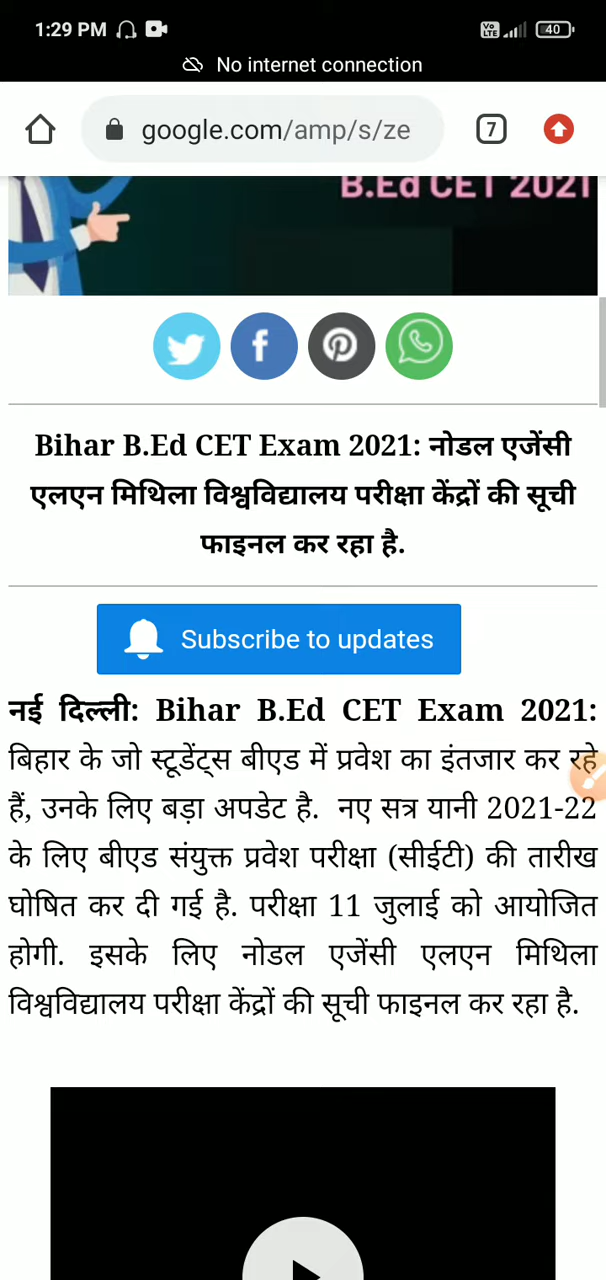 1:29 PM
Vo LTE
40
No internet connection
google.com/amp/s/ze
7
B.Ed CET 2021
Bihar B.Ed CET Exam 2021: नोडल एजेंसी
एलएन मिथिला विश्वविद्यालय परीक्षा केंद्रों की सूची
फाइनल कर रहा है.
Subscribe to updates
नई दिल्ली: Bihar B.Ed CET Exam 2021:
बिहार के जो स्टूडेंट्स बीएड में प्रवेश का इंतजार कर रहे
हैं, उनके लिए बड़ा अपडेट है. नए सत्र यानी 2021-22
के लिए बीएड संयुक्त प्रवेश परीक्षा (सीईटी) की तारीख
घोषित कर दी गई है. परीक्षा 11 जुलाई को आयोजित
होगी. इसके लिए नोडल एजेंसी एलएन मिथिला
विश्वविद्यालय परीक्षा केंद्रों की सूची फाइनल कर रहा है.